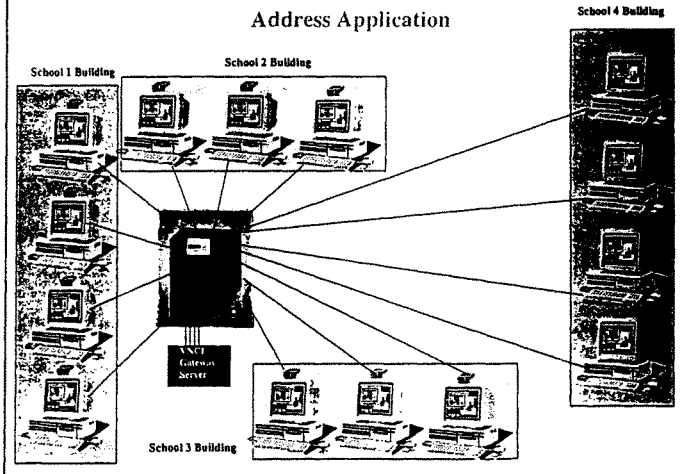 Address Application
School 4 Building
School 2 Building
School 1 Building
Gateway
Server
School 3 Building